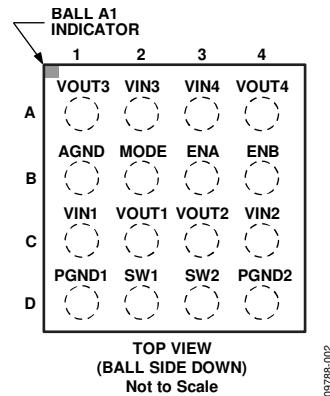 BALL A1
INDICATOR
1 2 3 4
A
VOUT3 VIN3 VIN4 VOUT4
B
AGND MODE ENA ENB
C
VIN1 VOUT1 VOUT2 VIN2
D
PGND1 SW1 SW2 PGND2
TOP VIEW
(BALL SIDE DOWN)
Not to Scale
09788-002